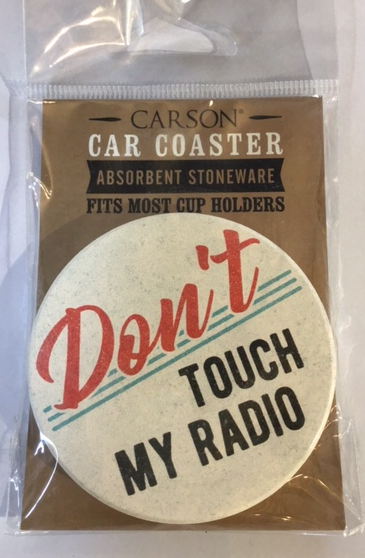 CARSON®
CAR COASTER
ABSORBENT STONEWARE
FITS MOST CUP HOLDERS
Don't
TOUCH
MY RADIO